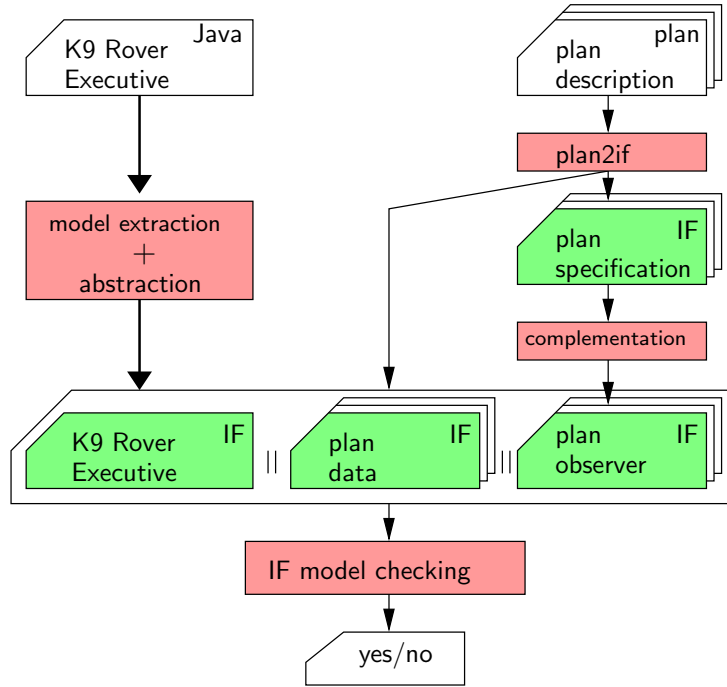 Java
K9 Rover
Executive
plan
plan
description
plan2if
model extraction
+
abstraction
IF
plan
specification
complementation
IF
K9 Rover
Executive
||
IF
plan
data
||
IF
plan
observer
IF model checking
yes/no